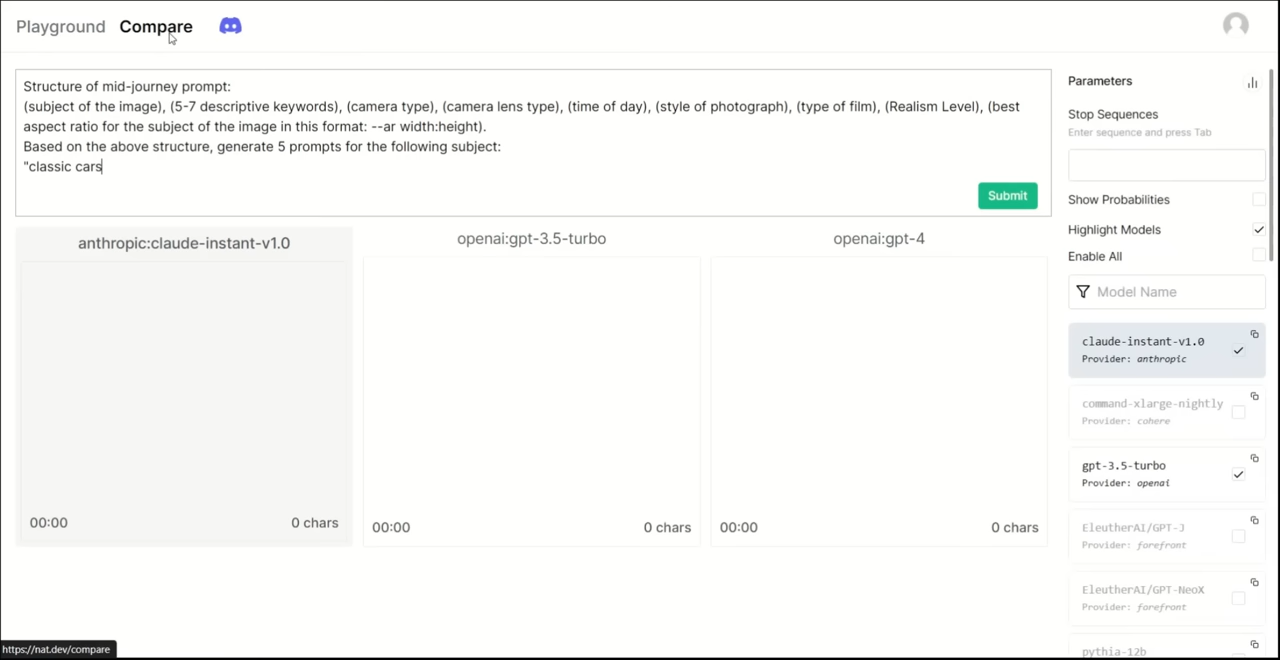 Playground Compare
Structure of mid-journey prompt:
(subject of the image), (5-7 descriptive keywords), (camera type), (camera lens type), (time of day), (style of photograph), (type of film), (Realism Level), (best
aspect ratio for the subject of the image in this format: --ar width:height).
Based on the above structure, generate 5 prompts for the following subject:
"classic cars
Submit
anthropic:claude-instant-v1.0
00:00 0 chars
openai:gpt-3.5-turbo
00:00 0 chars
openai:gpt-4
00:00 0 chars
Parameters
Stop Sequences
Enter sequence and press Tab
Show Probabilities
Highlight Models
Enable All
Model Name
claude-instant-v1.0
Provider: anthropic
command-xlarge-nightly
Provider: cohere
gpt-3.5-turbo
Provider: openai
EleutherAI/GPT-J
Provider: forefront
EleutherAI/GPT-NeoX
Provider: forefront
pythia-12b
https://nat.dev/compare